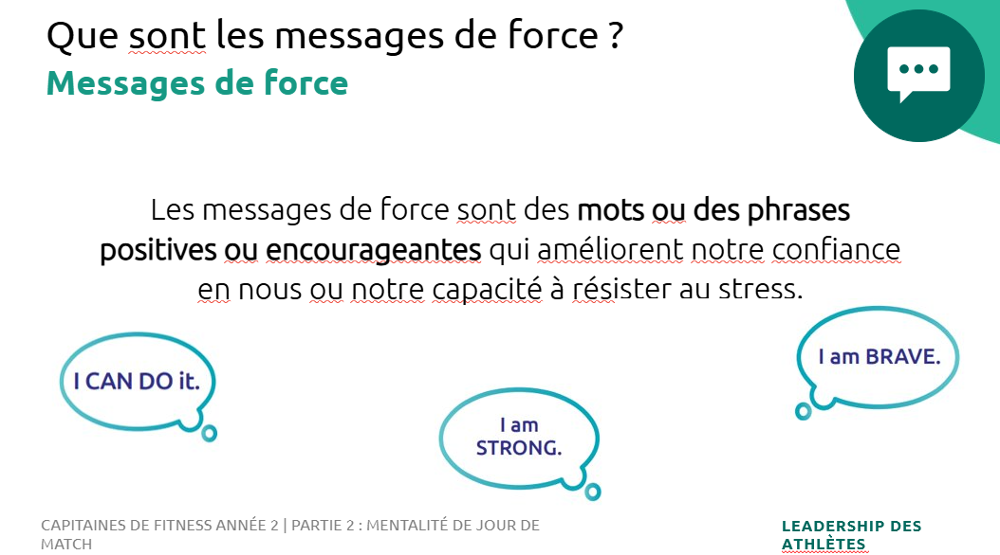 Que sont les messages de force ?
Messages de force
Les messages de force sont des mots ou des phrases
positives ou encourageantes qui améliorent notre confiance
en nous ou notre capacité à résister au stress.
I CAN DO it.
I am
STRONG.
I am BRAVE.
CAPITAINES DE FITNESS ANNÉE 2 | PARTIE 2 : MENTALITÉ DE JOUR DE
MATCH
LEADERSHIP DES
ATHLÈTES